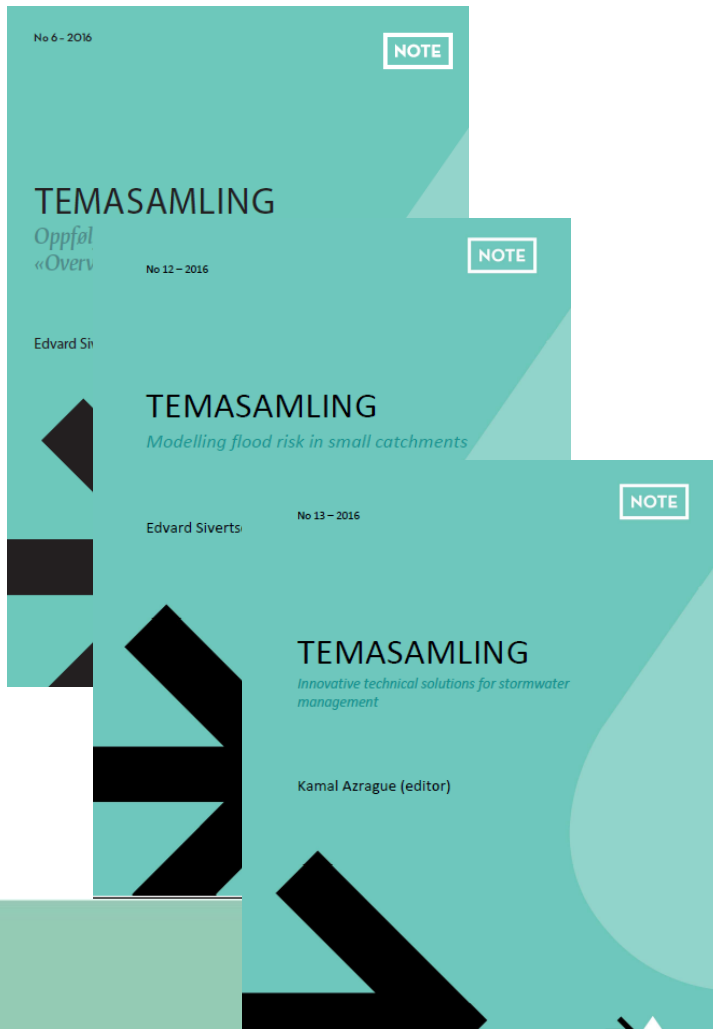 No 6 - 2016
NOTE
TEMASAMLING
Oppføl
«Overv
Edvard Siv
No 12 – 2016
NOTE
TEMASAMLING
Modelling flood risk in small catchments
Edvard Siverts
No 13 – 2016
NOTE
TEMASAMLING
Innovative technical solutions for stormwater
management
Kamal Azrague (editor)